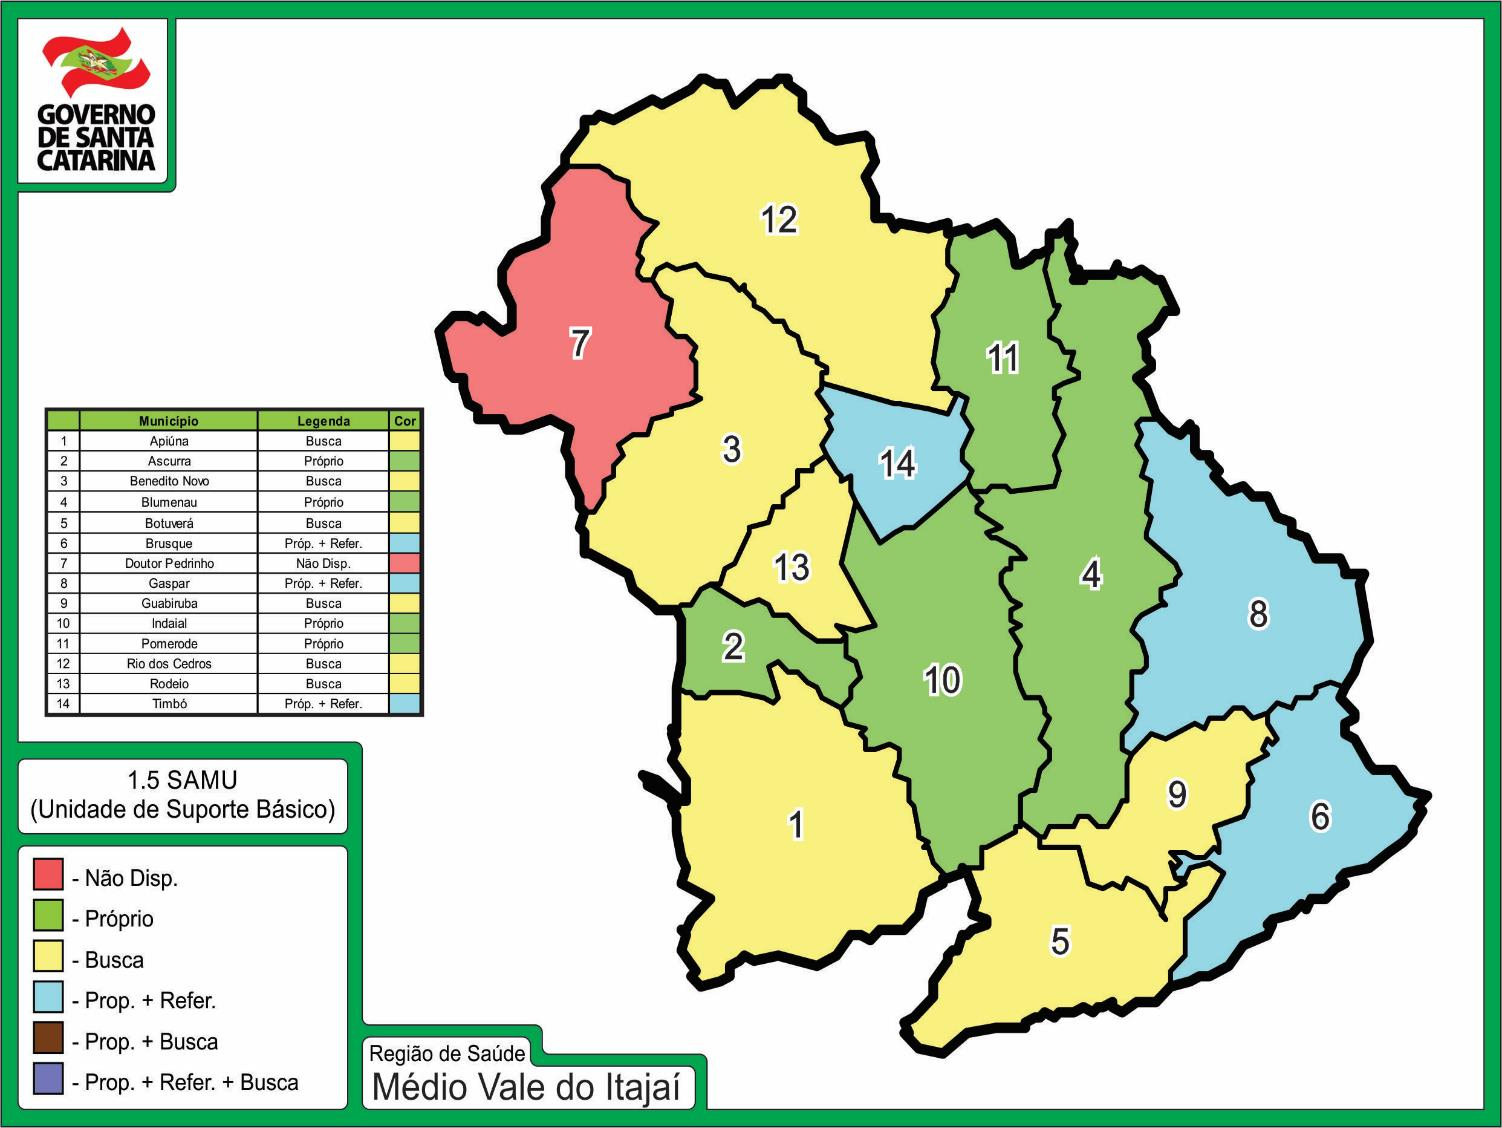 GOVERNO
DE SANTA
CATARINA
12
7
11
3
14
13
4
8
2
10
1
9
6
5
Município Legenda Cor
1 Apiúna Busca
2 Ascurra Próprio
3 Benedito Novo Busca
4 Blumenau Próprio
5 Botuverá Busca
6 Brusque Próp. + Refer.
7 Doutor Pedrinho Não Disp.
8 Gaspar Próp. + Refer.
9 Guabiruba Busca
10 Indaial Próprio
11 Pomerode Próprio
12 Rio dos Cedros Busca
13 Rodeio Busca
14 Timbó Próp. + Refer.
1.5 SAMU
(Unidade de Suporte Básico)
- Não Disp.
- Próprio
- Busca
- Prop. + Refer.
- Prop. + Busca
- Prop. + Refer. + Busca
Região de Saúde
Médio Vale do Itajaí